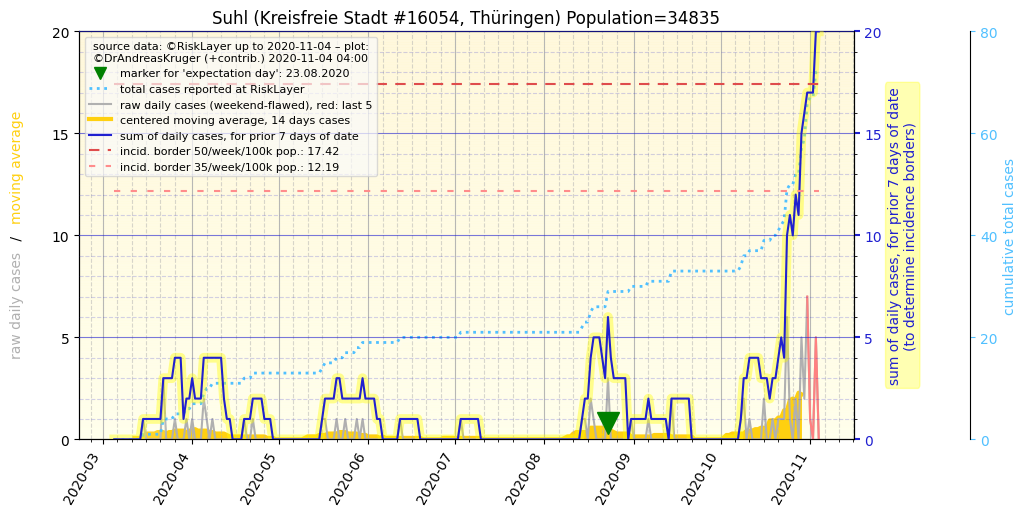 Suhl (Kreisfreie Stadt #16054, Thüringen) Population=34835
source data: ©RiskLayer up to 2020-11-04 – plot:
©DrAndreasKruger (+contrib.) 2020-11-04 04:00
marker for 'expectation day': 23.08.2020
total cases reported at RiskLayer
raw daily cases (weekend-flawed), red: last 5
centered moving average, 14 days cases
sum of daily cases, for prior 7 days of date
incid. border 50/week/100k pop.: 17.42
incid. border 35/week/100k pop.: 12.19
raw daily cases / moving average
20
15
10
5
0
2020-03
2020-04
2020-05
2020-06
2020-07
2020-08
2020-09
2020-10
2020-11
20
15
10
5
0
sum of daily cases, for prior 7 days of date
(to determine incidence borders)
80
60
40
20
0
cumulative total cases